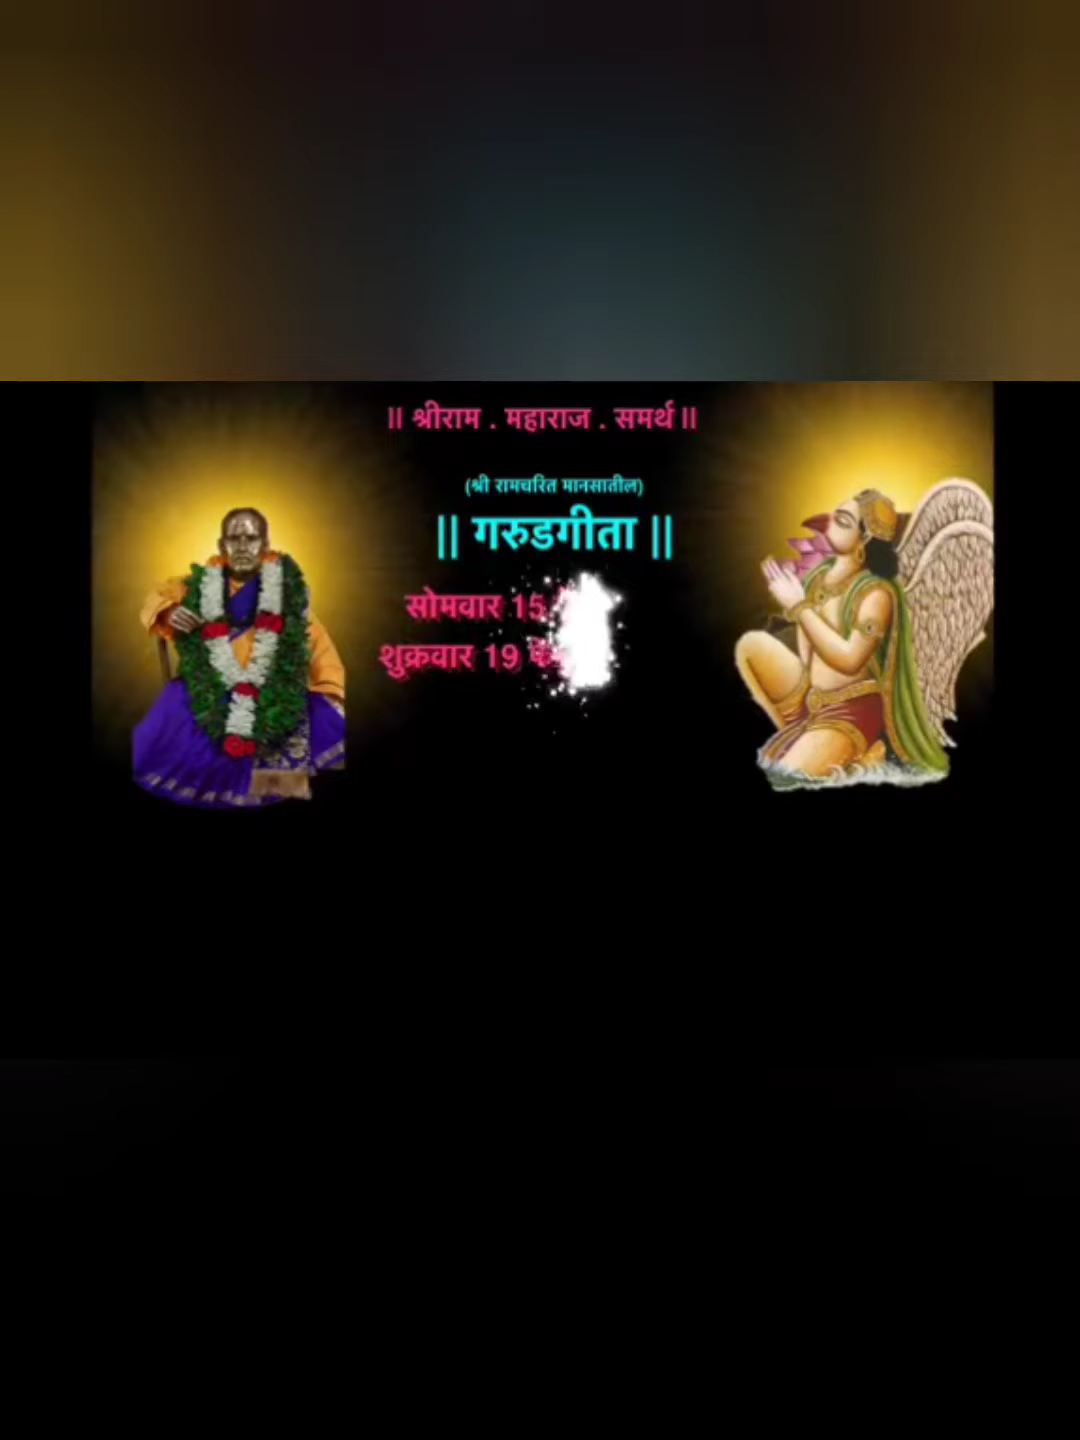 ॥ श्रीराम . महाराज . समर्थ ॥
(श्री रामचरित मानसातील)
|| गरुडगीता ||
सोमवार 15
शुक्रवार 19